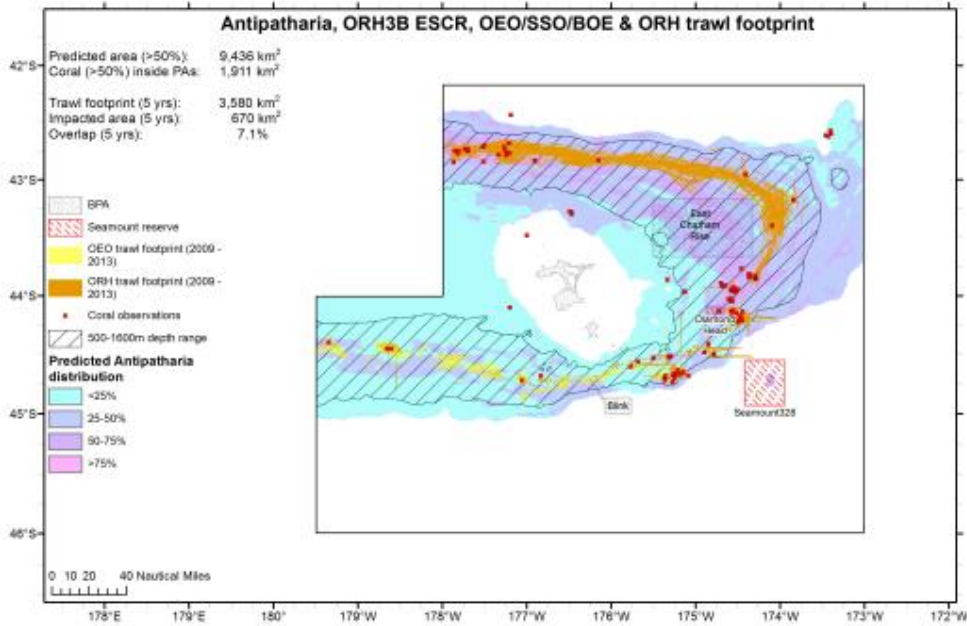 Antipatharia, ORH3B ESCR, OEO/SSO/BOE & ORH trawl footprint
Predicted area (>50%): 9,436 km²
Coral (>50%) inside PAs: 1,911 km²
Trawl footprint (5 yrs): 3,580 km²
Impacted area (5 yrs): 670 km²
Overlap (5 yrs): 7.1%
BPA
Seamount reserve
OEO trawl footprint (2009 -
2013)
ORH trawl footprint (2009 -
2013)
Coral observations
500-1600m depth range
Predicted Antipatharia
distribution
<25%
25-50%
50-75%
>75%
East
Chatham
Rise
Diamond
Head
Blink
Seamount328
0 10 20 40 Nautical Miles
42°S
43°S
44°S
45°S
46°S
178°E 179°E 180° 179°W 178°W 177°W 176°W 175°W 174°W 173°W 172°W